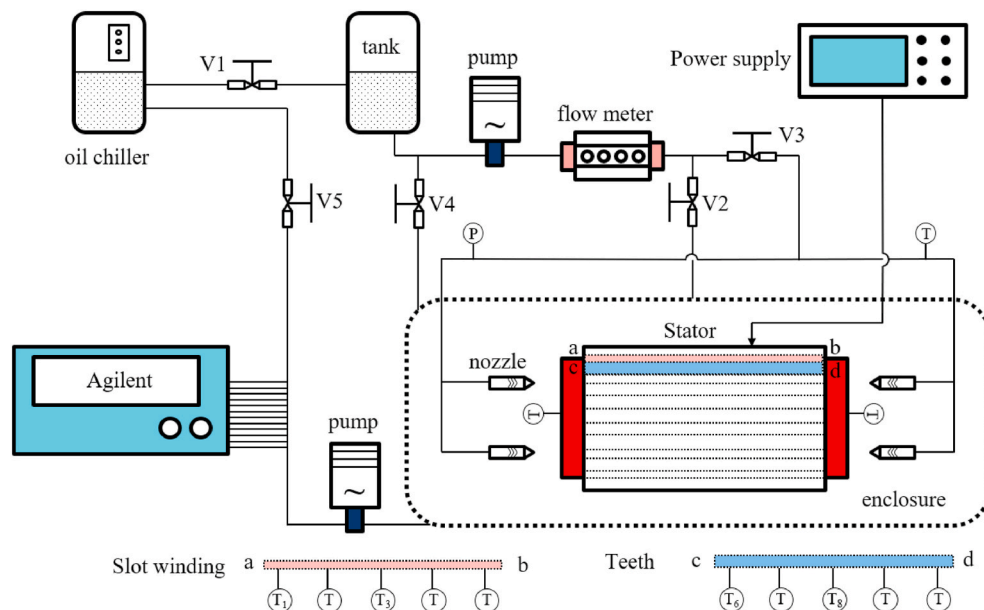 tank
pump
Power supply
V1
flow meter
V3
oil chiller
V5
V4
V2
P
T
Stator
a
b
nozzle
c
d
Agilent
T
T
pump
enclosure
Slot winding
a
b
Teeth
c
d
T1
T
T3
T
T
T6
T
T8
T
T